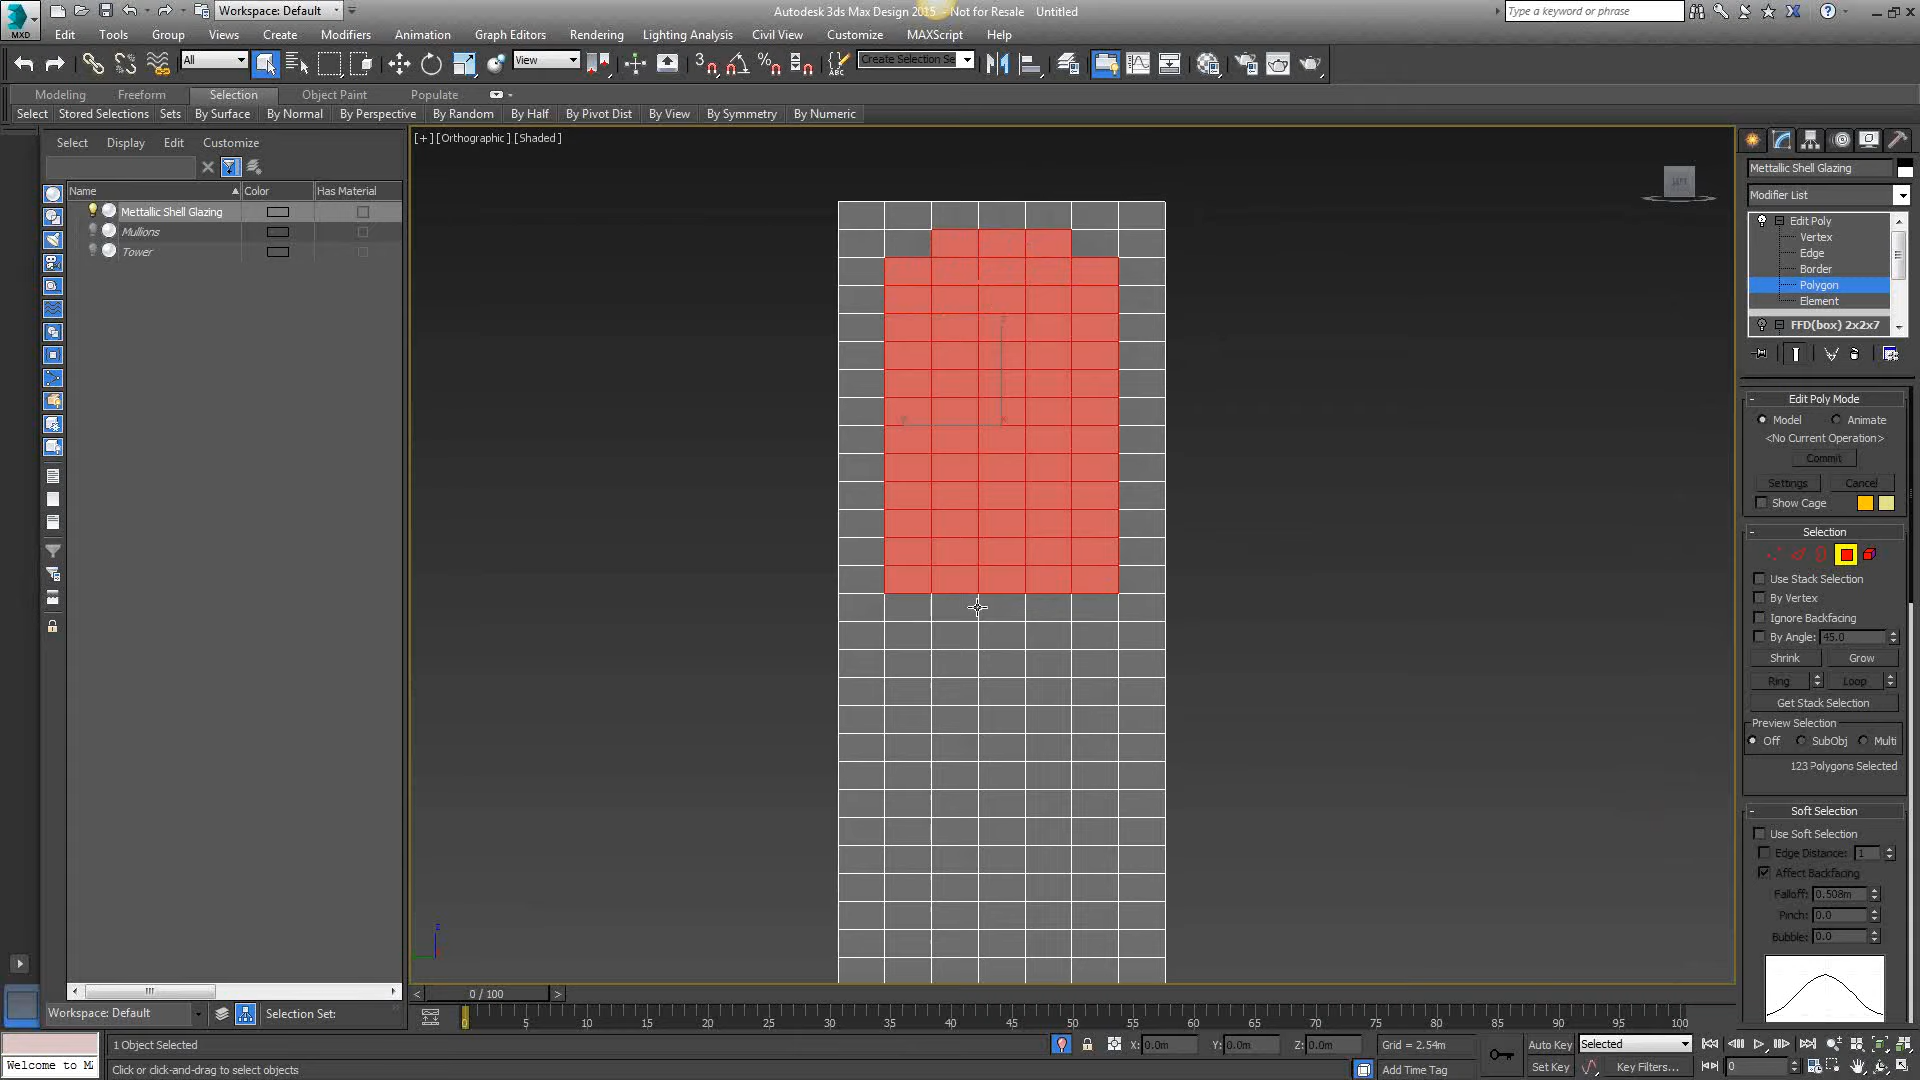 Workspace: Default
Autodesk 3ds Max Design 2015 - Not for Resale Untitled
Type a keyword or phrase
MXD
Edit Tools Group Views Create Modifiers Animation Graph Editors Rendering Lighting Analysis Civil View Customize MAXScript Help
All View 3 Create Selection Se
Modeling Freeform Selection Object Paint Populate
Select Stored Selections Sets By Surface By Normal By Perspective By Random By Half By Pivot Dist By View By Symmetry By Numeric
Select Display Edit Customize
[+] [Orthographic] [Shaded]
LEFT
Name Color Has Material
Mettallic Shell Glazing
Mullions
Tower
z
Mettallic Shell Glazing
Modifier List
Edit Poly
Vertex
Edge
Border
Polygon
Element
FFD(box) 2x2x7
- Edit Poly Mode
Model Animate
<No Current Operation>
Commit
Settings Cancel
Show Cage
- Selection
Use Stack Selection
By Vertex
Ignore Backfacing
By Angle: 45.0
Shrink Grow
Ring Loop
Get Stack Selection
Preview Selection
Off SubObj Multi
123 Polygons Selected
- Soft Selection
Use Soft Selection
Edge Distance: 1
Affect Backfacing
Falloff: 0.508m
Pinch: 0.0
Bubble: 0.0
< 0 / 100 >
Workspace: Default Selection Set:
0 5 10 15 20 25 30 35 40 45 50 55 60 65 70 75 80 85 90 95 100
1 Object Selected X: 0.0m Y: 0.0m Z: 0.0m Grid = 2.54m Auto Key Selected
Welcome to M Click or click-and-drag to select objects Add Time Tag Set Key Key Filters... 0